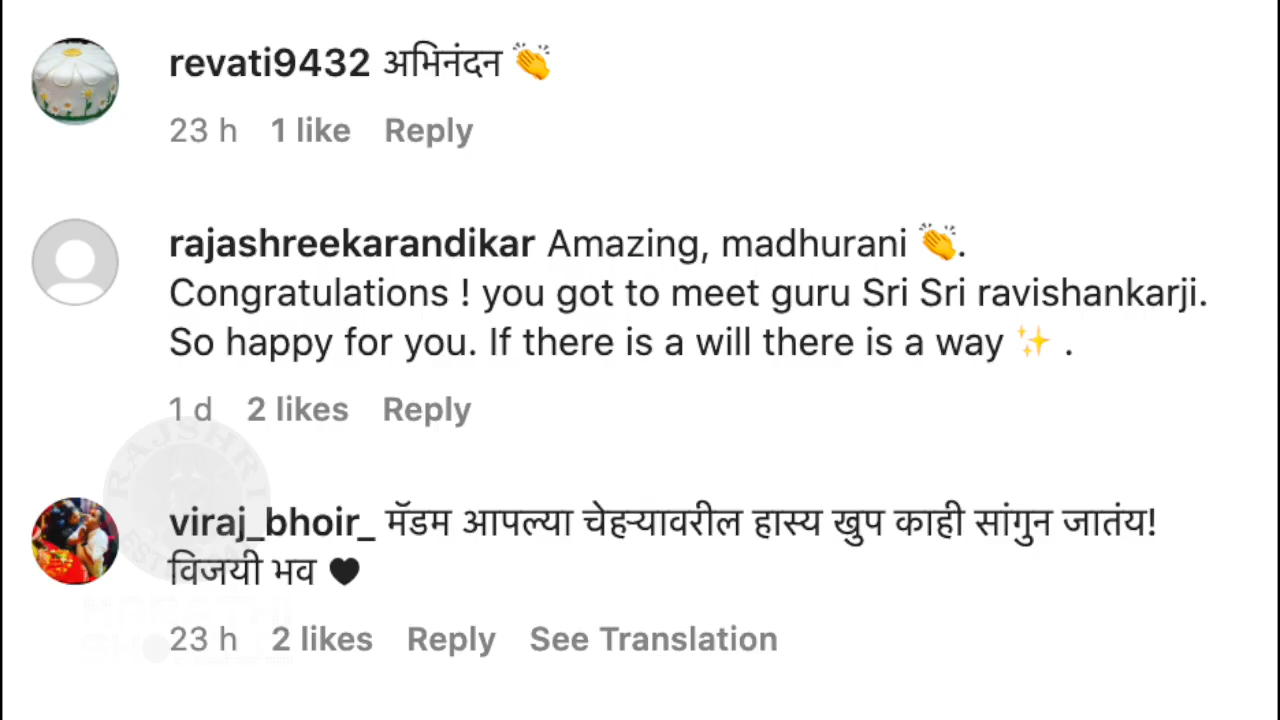 revati9432 अभिनंदन 👏
23 h 1 like Reply
rajashreekarandikar Amazing, madhurani 👏.
Congratulations ! you got to meet guru Sri Sri ravishankarji.
So happy for you. If there is a will there is a way ✨ .
1 d 2 likes Reply
RAJSHRI
viraj_bhoir_ मॅडम आपल्या चेहऱ्यावरील हास्य खुप काही सांगुन जातंय!
विजयी भव 🖤
MARATHI
23 h 2 likes Reply See Translation